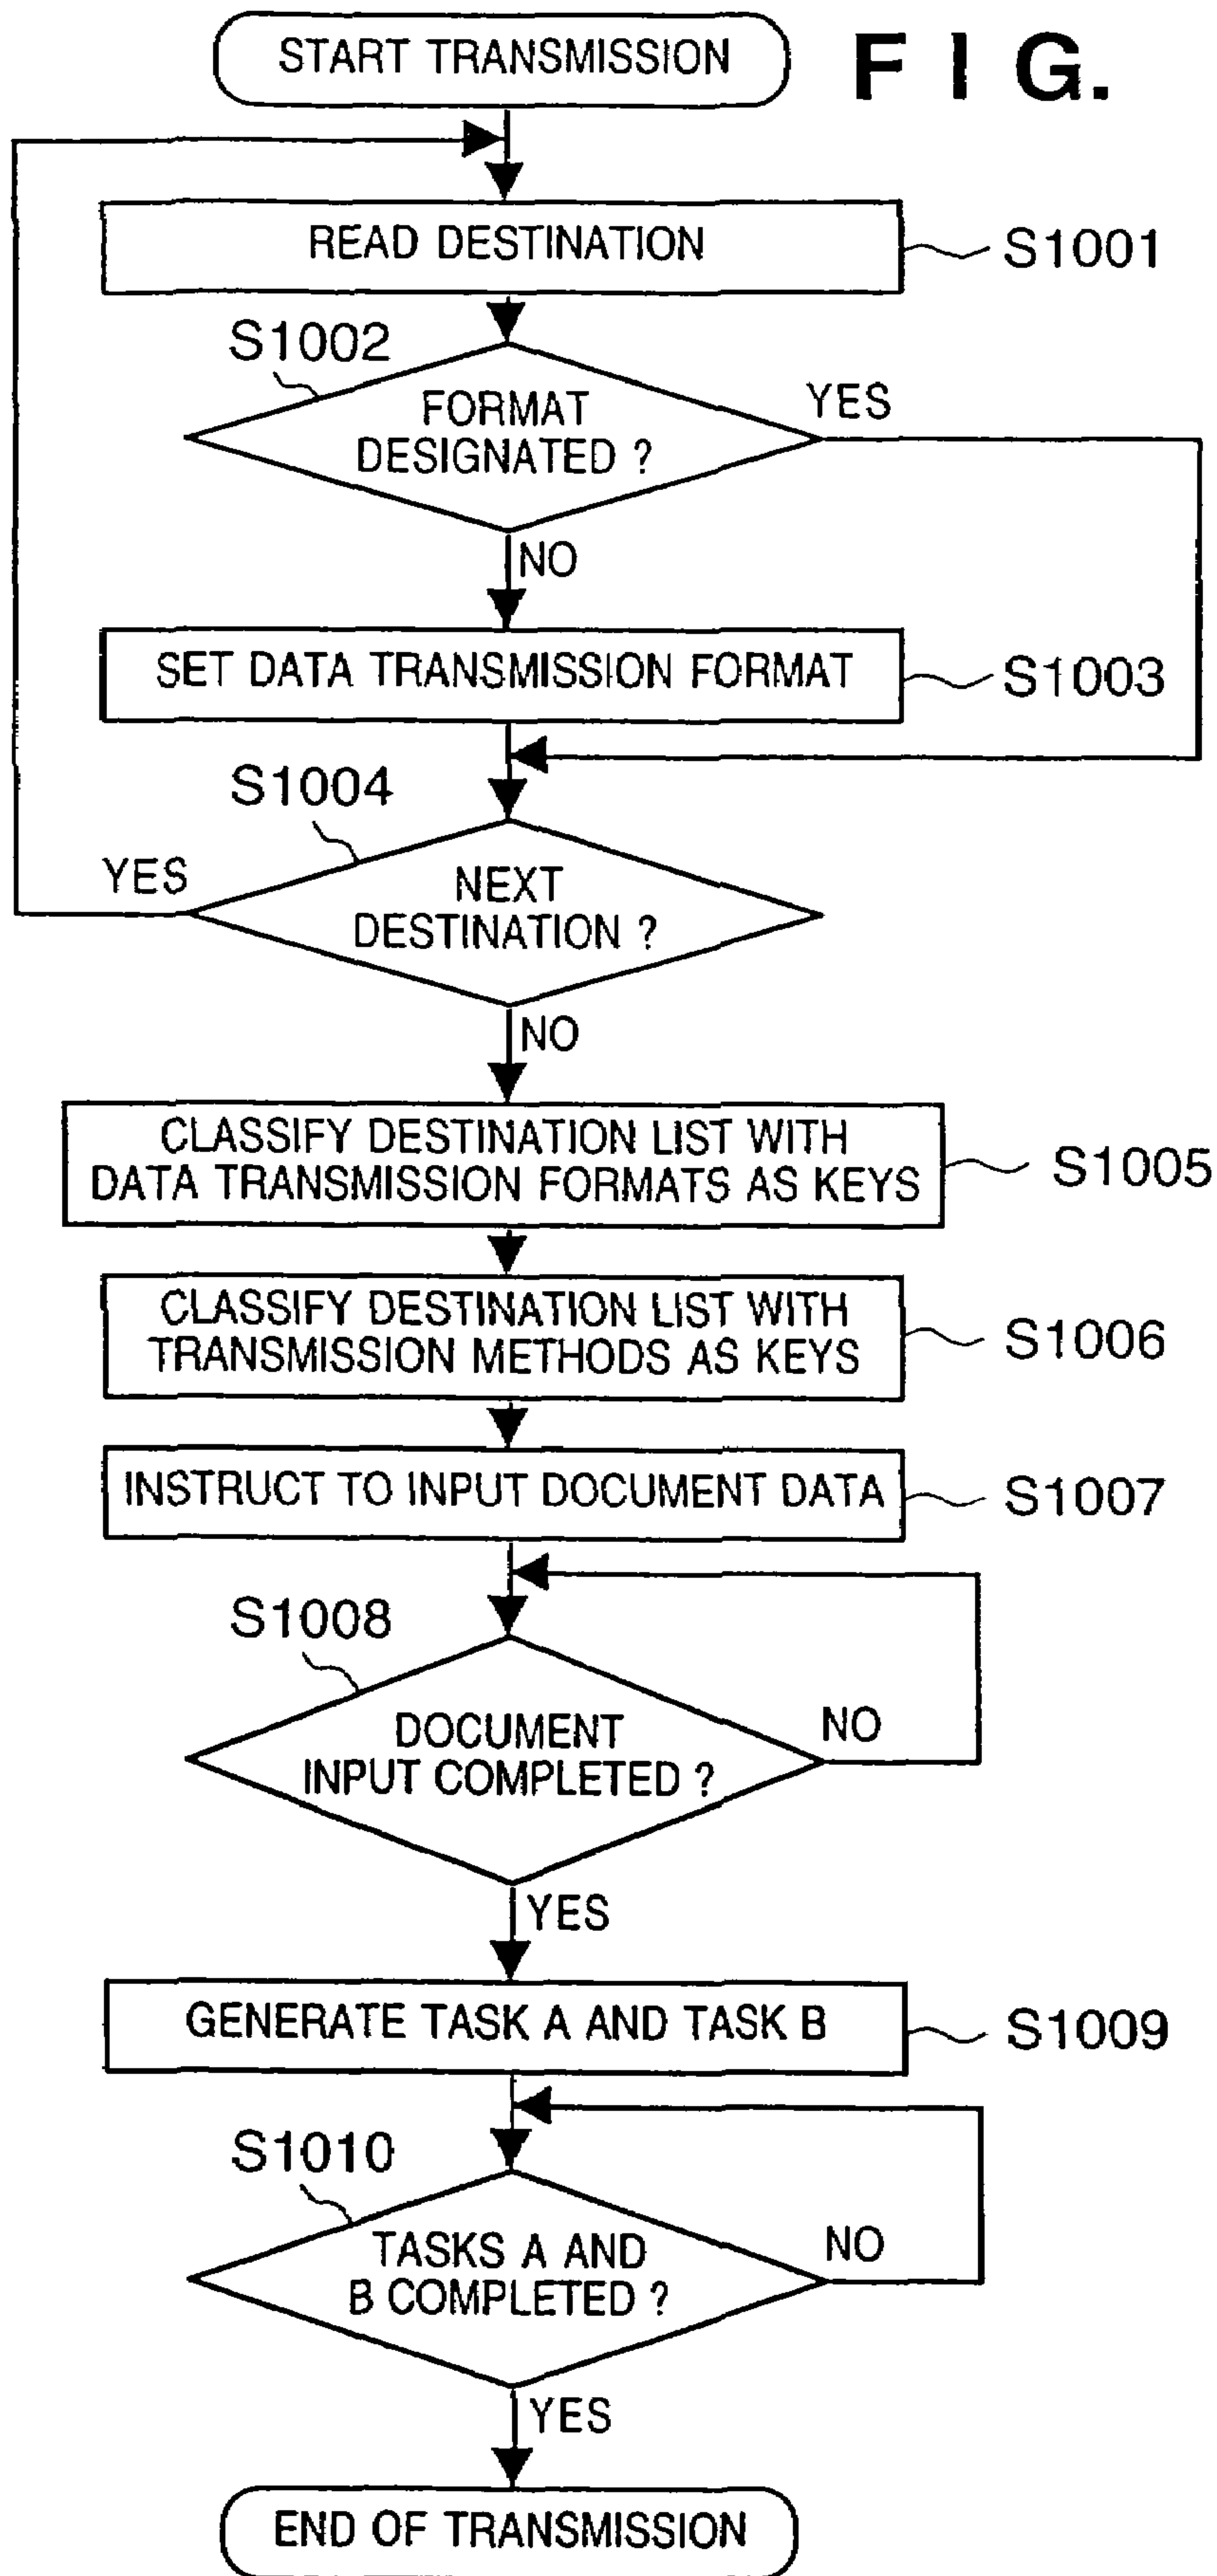 START TRANSMISSION
F I G.
READ DESTINATION
S1001
S1002
FORMAT
DESIGNATED ?
YES
NO
SET DATA TRANSMISSION FORMAT
S1003
S1004
YES
NEXT
DESTINATION ?
NO
CLASSIFY DESTINATION LIST WITH
DATA TRANSMISSION FORMATS AS KEYS
S1005
CLASSIFY DESTINATION LIST WITH
TRANSMISSION METHODS AS KEYS
S1006
INSTRUCT TO INPUT DOCUMENT DATA
S1007
S1008
DOCUMENT
INPUT COMPLETED ?
NO
YES
GENERATE TASK A AND TASK B
S1009
S1010
TASKS A AND
B COMPLETED ?
NO
YES
END OF TRANSMISSION